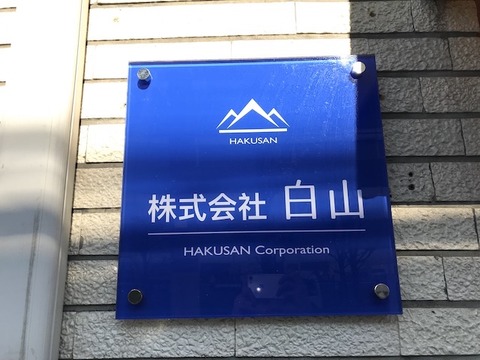 HAKUSAN
株式会社 白山
HAKUSAN Corporation